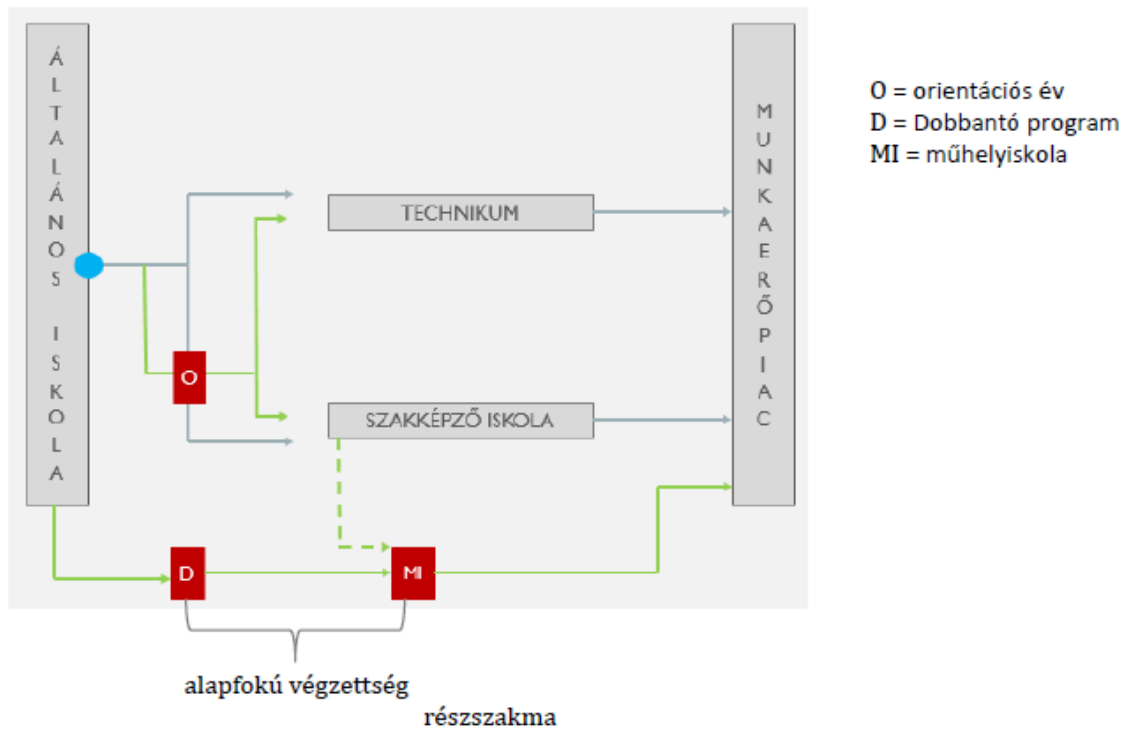 ÁLTALÁNOS ISKOLA
MUNKAERŐPIAC
O = orientációs év
D = Dobbantó program
MI = műhelyiskola
TECHNIKUM
O
SZAKKÉPZŐ ISKOLA
D
MI
alapfokú végzettség
részszakma